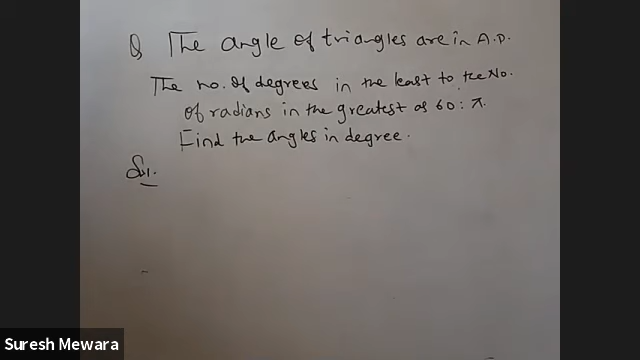 Q The angle of triangles are in A.P.
The no. of degrees in the least to the No.
of radians in the greatest as 60 : π.
Find the angles in degree.
Sol.
Suresh Mewara